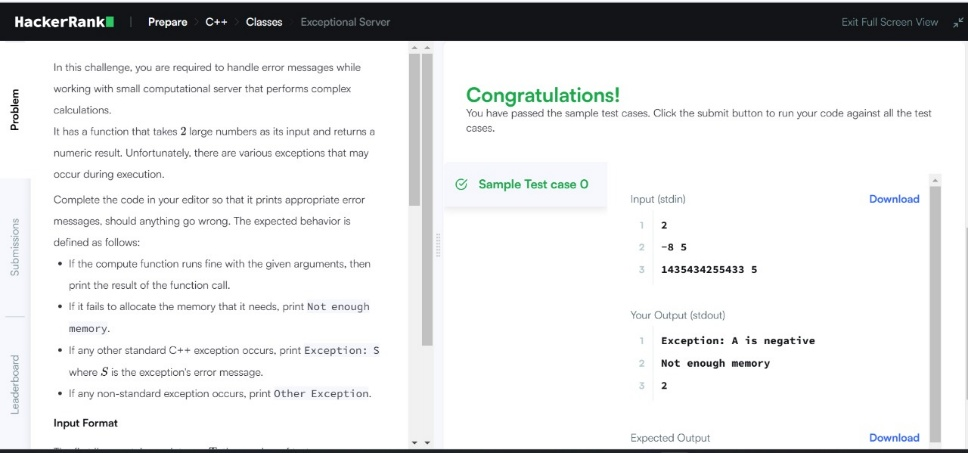 HackerRank
Prepare
C++
Classes
Exceptional Server
Exit Full Screen View
Problem
Submissions
Leaderboard
In this challenge, you are required to handle error messages while
working with small computational server that performs complex
calculations.
It has a function that takes 2 large numbers as its input and returns a
numeric result. Unfortunately, there are various exceptions that may
occur during execution.
Complete the code in your editor so that it prints appropriate error
messages, should anything go wrong. The expected behavior is
defined as follows:
• If the compute function runs fine with the given arguments, then
print the result of the function call.
• If it fails to allocate the memory that it needs, print Not enough
memory.
• If any other standard C++ exception occurs, print Exception: S
where S is the exception's error message.
• If any non-standard exception occurs, print Other Exception.
Input Format
Congratulations!
You have passed the sample test cases. Click the submit button to run your code against all the test
cases.
Sample Test case 0
Input (stdin)
Download
1 2
2 -8 5
3 1435434255433 5
Your Output (stdout)
1 Exception: A is negative
2 Not enough memory
3 2
Expected Output
Download